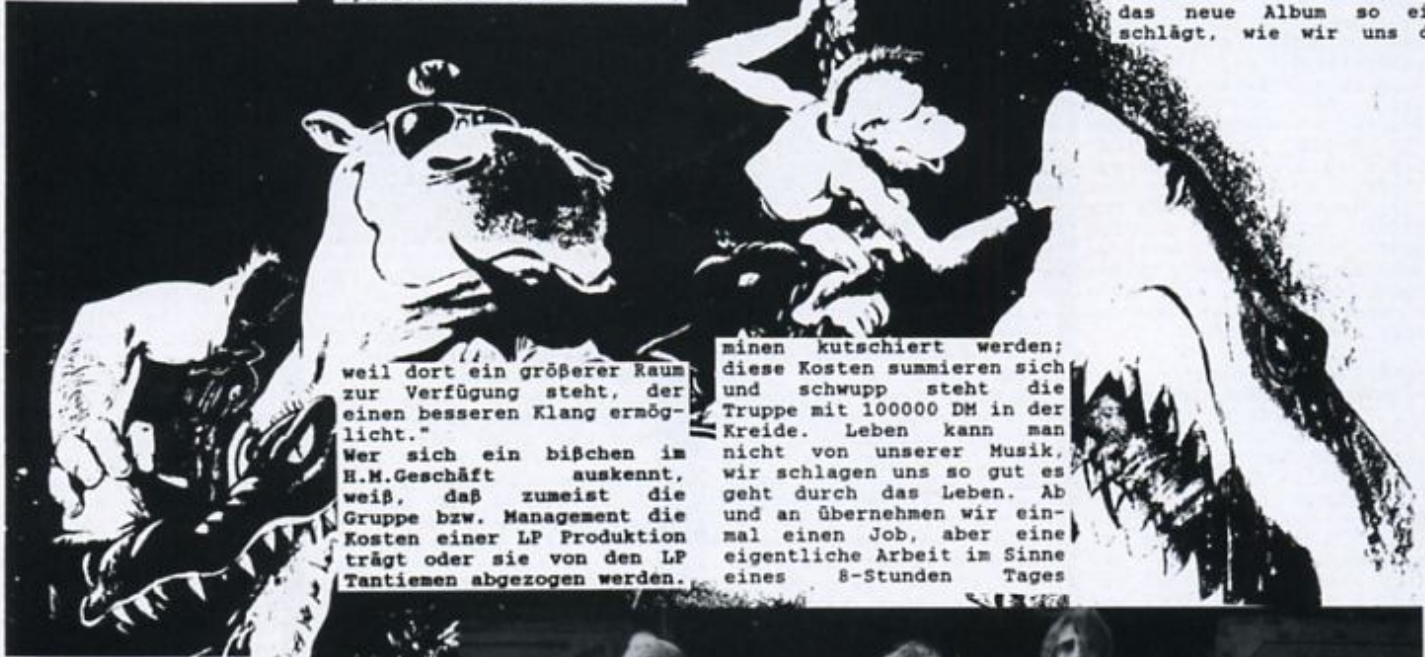 weil dort ein größerer Raum
zur Verfügung steht, der
einen besseren Klang ermög-
licht."
Wer sich ein bißchen im
H.M.Geschäft auskennt,
weiß, daß zumeist die
Gruppe bzw. Management die
Kosten einer LP Produktion
trägt oder sie von den LP
Tantiemen abgezogen werden.
minen kutschiert werden;
diese Kosten summieren sich
und schwupp steht die
Truppe mit 100000 DM in der
Kreide. Leben kann man
nicht von unserer Musik,
wir schlagen uns so gut es
geht durch das Leben. Ab
und an übernehmen wir ein-
mal einen Job, aber eine
eigentliche Arbeit im Sinne
eines 8-Stunden Tages
das neue Album so
schlägt, wie wir uns